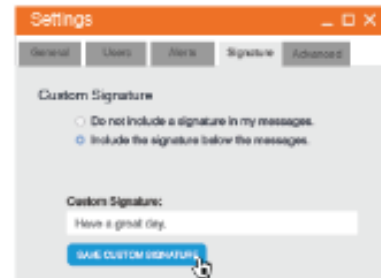 Settings
General Users Alerts Signature Advanced
Custom Signature
Do not include a signature in my messages.
Include the signature below the messages.
Custom Signature:
Have a great day.
SAVE CUSTOM SIGNATURE